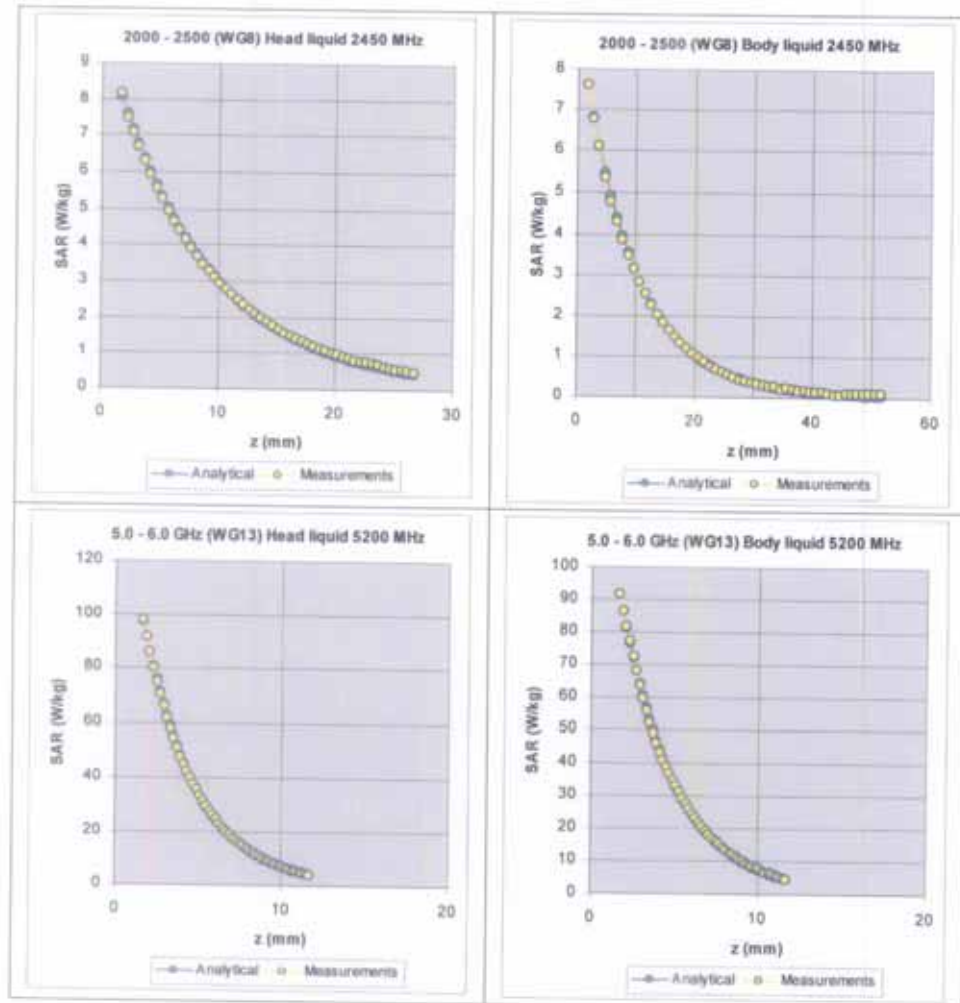 2000 - 2500 (WG8) Head liquid 2450 MHz
SAR (W/kg)
9
8
7
6
5
4
3
2
1
0
0 10 20 30
z (mm)
Analytical Measurements
2000 - 2500 (WG8) Body liquid 2450 MHz
SAR (W/kg)
8
7
6
5
4
3
2
1
0
0 20 40 60
z (mm)
Analytical Measurements
5.0 - 6.0 GHz (WG13) Head liquid 5200 MHz
SAR (W/kg)
120
100
80
60
40
20
0
0 10 20
z (mm)
Analytical Measurements
5.0 - 6.0 GHz (WG13) Body liquid 5200 MHz
SAR (W/kg)
100
90
80
70
60
50
40
30
20
10
0
0 10 20
z (mm)
Analytical Measurements